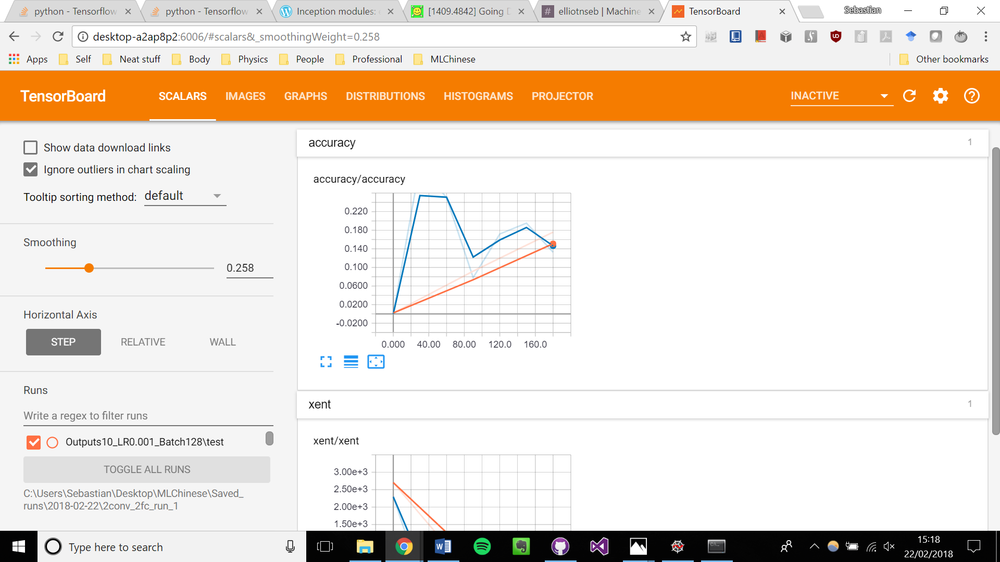 python - Tensorflow
python - Tensorflow
Inception modules:
[1409.4842] Going D
elliotnseb | Machine
TensorBoard
Sebastian
desktop-a2ap8p2:6006/#scalars&_smoothingWeight=0.258
Apps
Self
Neat stuff
Body
Physics
People
Professional
MLChinese
Other bookmarks
TensorBoard
SCALARS
IMAGES
GRAPHS
DISTRIBUTIONS
HISTOGRAMS
PROJECTOR
INACTIVE
Show data download links
Ignore outliers in chart scaling
Tooltip sorting method: default
Smoothing
0.258
Horizontal Axis
STEP
RELATIVE
WALL
Runs
Write a regex to filter runs
Outputs10_LR0.001_Batch128\test
TOGGLE ALL RUNS
C:\Users\Sebastian\Desktop\MLChinese\Saved_
runs\2018-02-22\2conv_2fc_run_1
accuracy
1
accuracy/accuracy
0.220
0.180
0.140
0.100
0.0600
0.0200
-0.0200
0.000
40.00
80.00
120.0
160.0
xent
1
xent/xent
3.00e+3
2.50e+3
2.00e+3
1.50e+3
Type here to search
15:18
22/02/2018